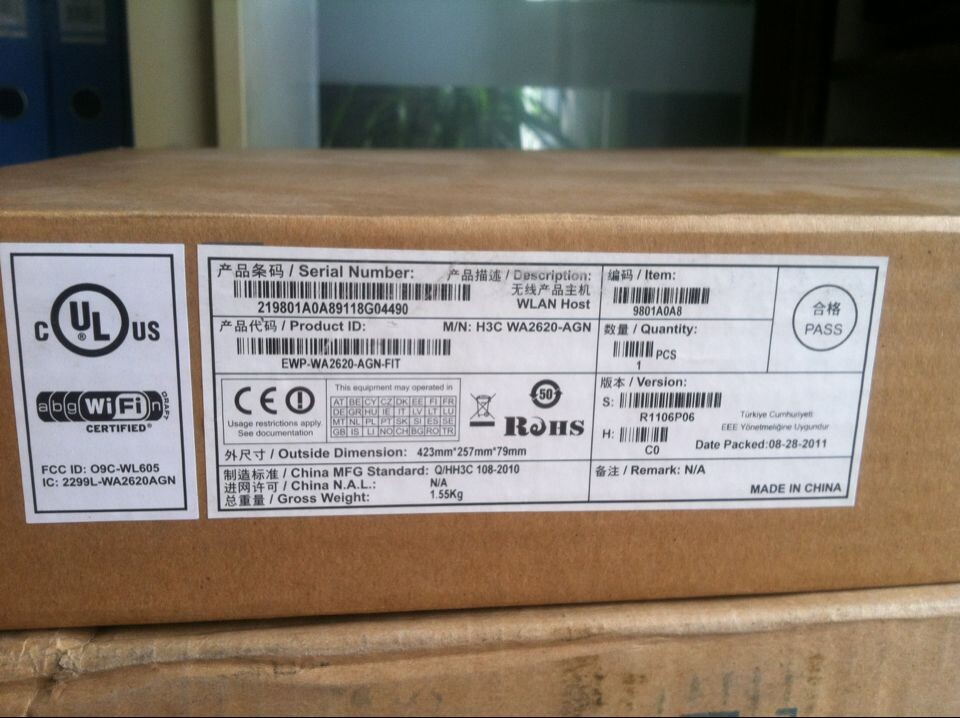 C UL US
®
abg WiFi n
DRAFT
CERTIFIED®
FCC ID: O9C-WL605
IC: 2299L-WA2620AGN
产品条码 / Serial Number:
219801A0A89118G04490
产品描述 / Description:
无线产品主机
WLAN Host
编码 / Item:
9801A0A8
合格
PASS
产品代码 / Product ID:
M/N: H3C WA2620-AGN
EWP-WA2620-AGN-FIT
数量 / Quantity:
PCS
1
CE
Usage restrictions apply
See documentation
This equipment may operated in
AT BE CY CZ DK EE FI FR
DE GR HU IE IT LV LT LU
MT NL PL PT SK SI ES SE
GB IS LI NO CH BG RO TR
50
RoHS
外尺寸 / Outside Dimension: 423mm*257mm*79mm
版本 / Version:
S:
R1106P06
H:
C0
Türkiye Cumhuriyeti:
EEE Yönetmeliğine Uygundur
Date Packed:08-28-2011
制造标准 / China MFG Standard: Q/HH3C 108-2010
进网许可 / China N.A.L.: N/A
总重量 / Gross Weight: 1.55Kg
备注 / Remark: N/A
MADE IN CHINA